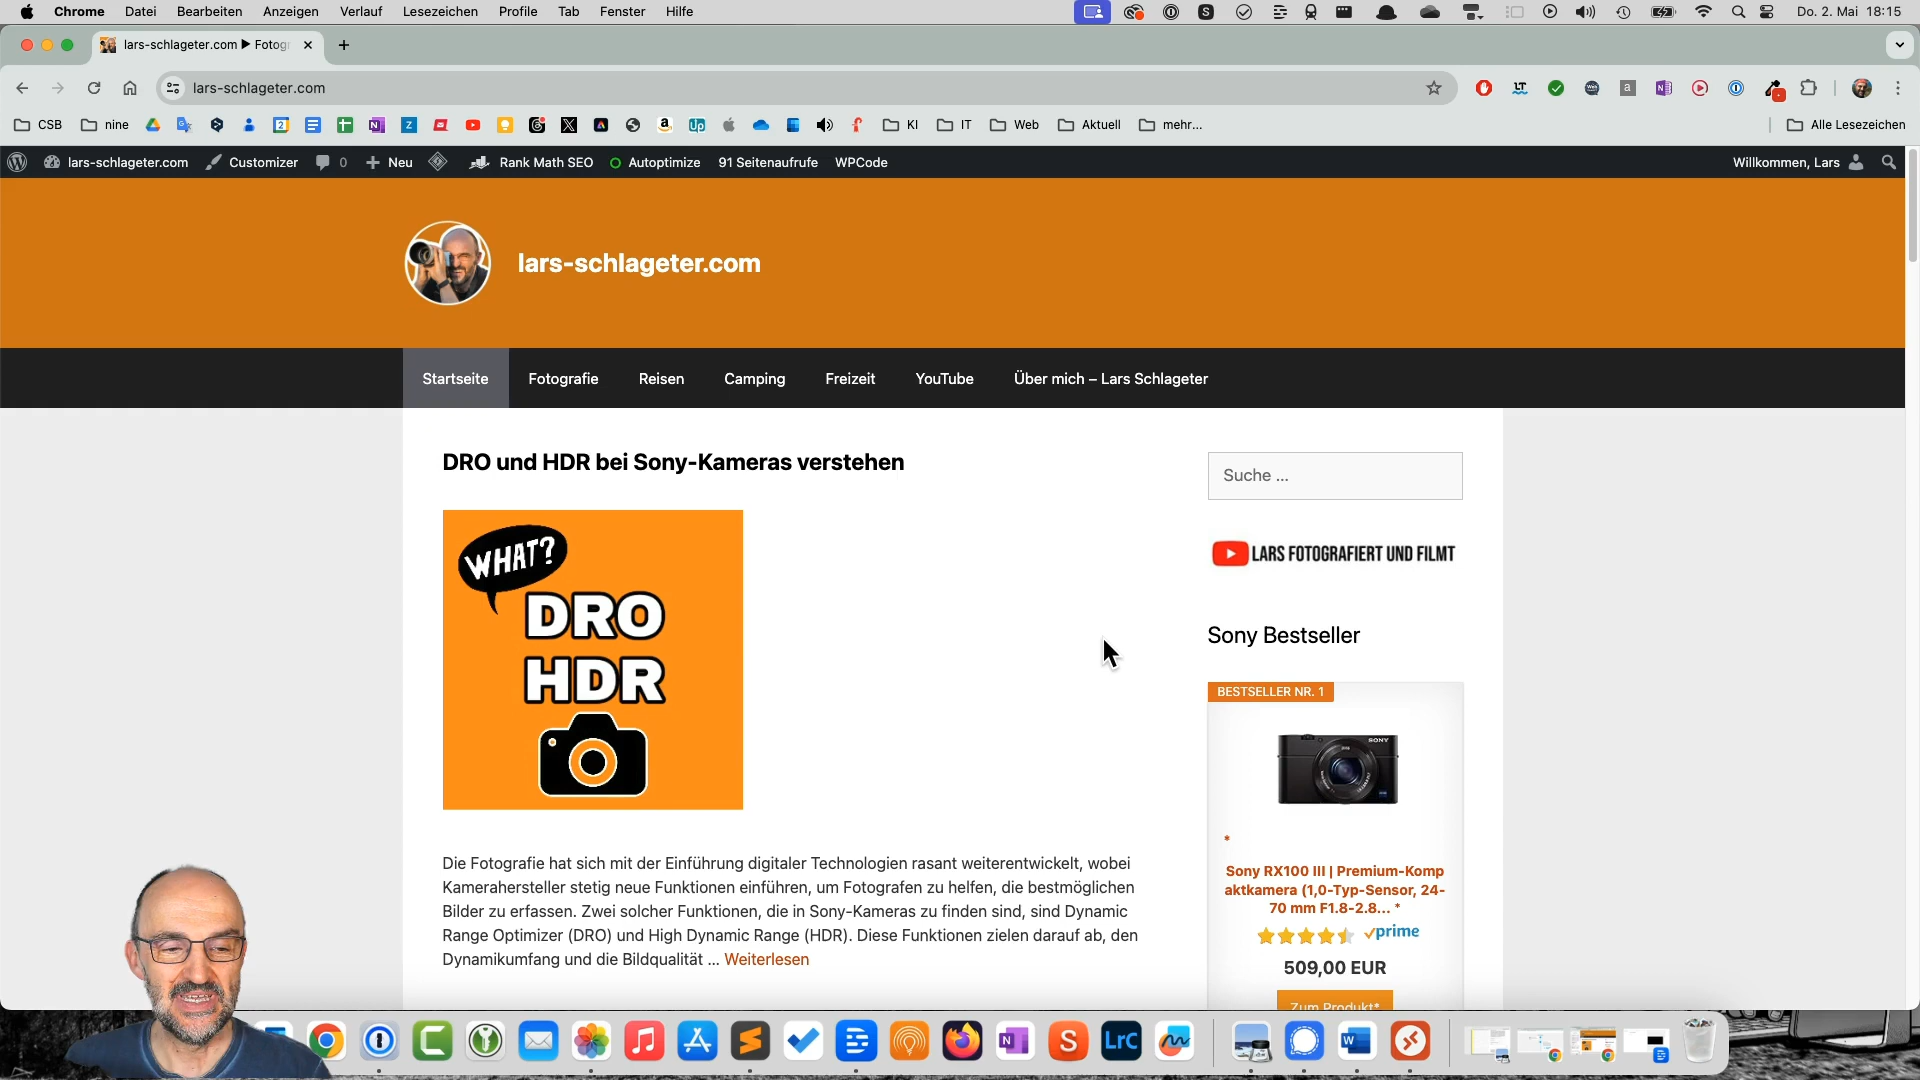 Chrome Datei Bearbeiten Anzeigen Verlauf Lesezeichen Profile Tab Fenster Hilfe Do. 2. Mai 18:15
lars-schlageter.com ▶ Fotog
lars-schlageter.com
CSB nine KI IT Web Aktuell mehr... Alle Lesezeichen
lars-schlageter.com Customizer 0 Neu Rank Math SEO Autoptimize 91 Seitenaufrufe WPCode Willkommen, Lars
lars-schlageter.com
Startseite Fotografie Reisen Camping Freizeit YouTube Über mich – Lars Schlageter
DRO und HDR bei Sony-Kameras verstehen
WHAT?
DRO
HDR
Die Fotografie hat sich mit der Einführung digitaler Technologien rasant weiterentwickelt, wobei
Kamerahersteller stetig neue Funktionen einführen, um Fotografen zu helfen, die bestmöglichen
Bilder zu erfassen. Zwei solcher Funktionen, die in Sony-Kameras zu finden sind, sind Dynamic
Range Optimizer (DRO) und High Dynamic Range (HDR). Diese Funktionen zielen darauf ab, den
Dynamikumfang und die Bildqualität ... Weiterlesen
Suche ...
LARS FOTOGRAFIERT UND FILMT
Sony Bestseller
BESTSELLER NR. 1
SONY
*
Sony RX100 III | Premium-Komp
aktkamera (1,0-Typ-Sensor, 24-
70 mm F1.8-2.8... *
prime
509,00 EUR
Zum Produkt*
LrC